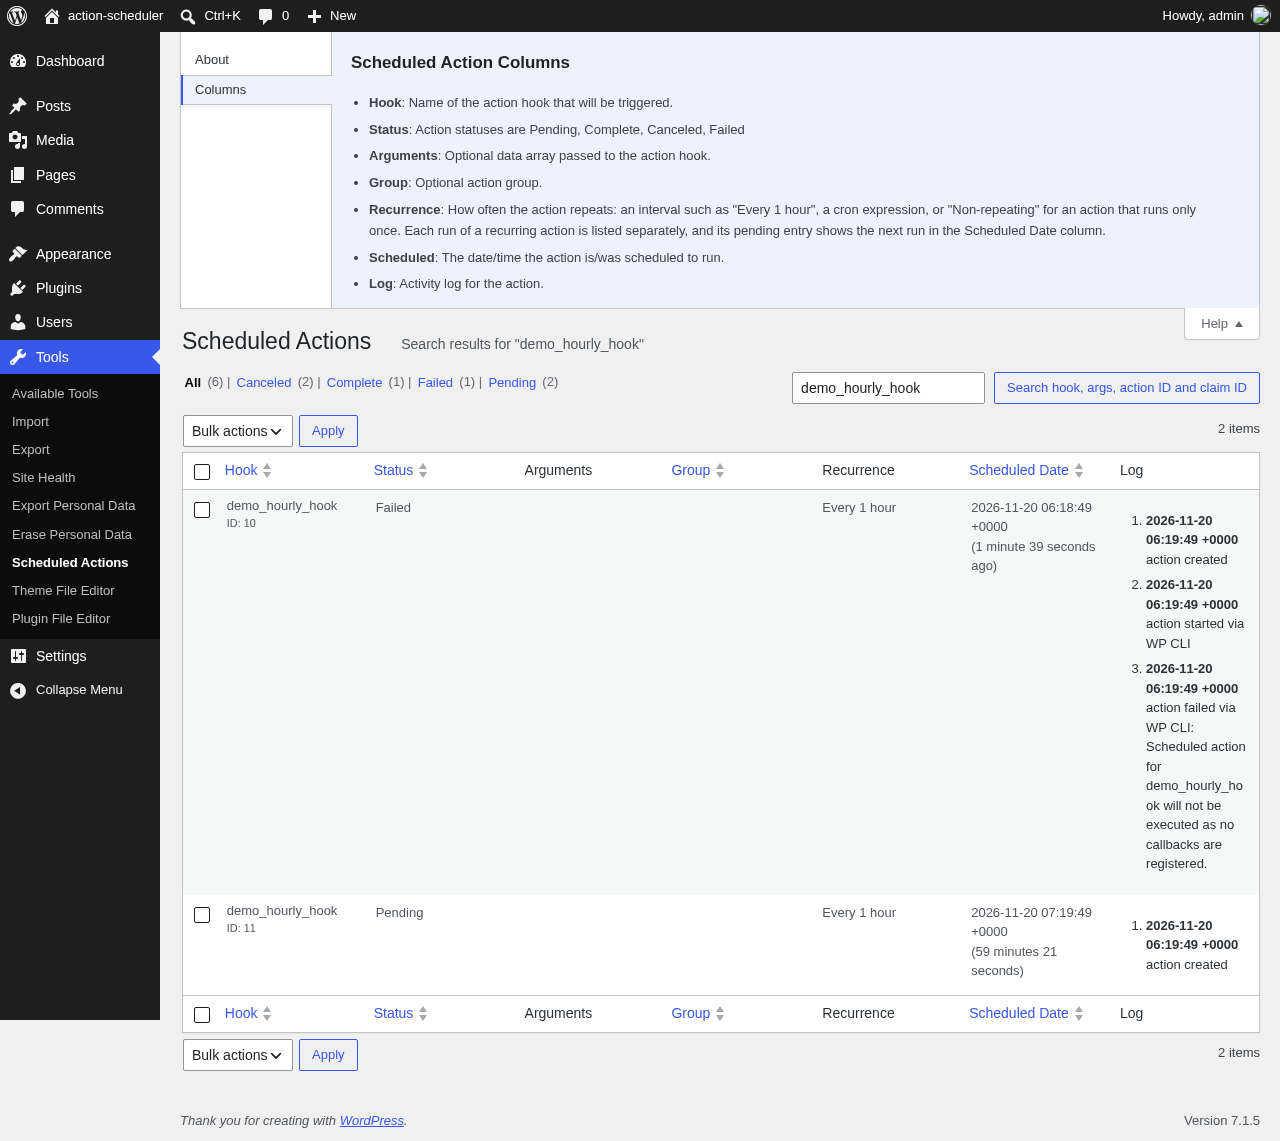 action-scheduler
Ctrl+K
0
New
Howdy, admin
Dashboard
Posts
Media
Pages
Comments
Appearance
Plugins
Users
Tools
Available Tools
Import
Export
Site Health
Export Personal Data
Erase Personal Data
Scheduled Actions
Theme File Editor
Plugin File Editor
Settings
Collapse Menu
About
Columns
Scheduled Action Columns
Hook: Name of the action hook that will be triggered.
Status: Action statuses are Pending, Complete, Canceled, Failed
Arguments: Optional data array passed to the action hook.
Group: Optional action group.
Recurrence: How often the action repeats: an interval such as "Every 1 hour", a cron expression, or "Non-repeating" for an action that runs only
once. Each run of a recurring action is listed separately, and its pending entry shows the next run in the Scheduled Date column.
Scheduled: The date/time the action is/was scheduled to run.
Log: Activity log for the action.
Help
Scheduled Actions
Search results for "demo_hourly_hook"
All (6) | Canceled (2) | Complete (1) | Failed (1) | Pending (2)
demo_hourly_hook
Search hook, args, action ID and claim ID
Bulk actions
Apply
2 items
Hook Status Arguments Group Recurrence Scheduled Date Log
demo_hourly_hook
ID: 10
Failed
Every 1 hour
2026-11-20 06:18:49
+0000
(1 minute 39 seconds
ago)
1. 2026-11-20
06:19:49 +0000
action created
2. 2026-11-20
06:19:49 +0000
action started via
WP CLI
3. 2026-11-20
06:19:49 +0000
action failed via
WP CLI:
Scheduled action
for
demo_hourly_ho
ok will not be
executed as no
callbacks are
registered.
demo_hourly_hook
ID: 11
Pending
Every 1 hour
2026-11-20 07:19:49
+0000
(59 minutes 21
seconds)
1. 2026-11-20
06:19:49 +0000
action created
Hook Status Arguments Group Recurrence Scheduled Date Log
Bulk actions
Apply
2 items
Thank you for creating with WordPress.
Version 7.1.5